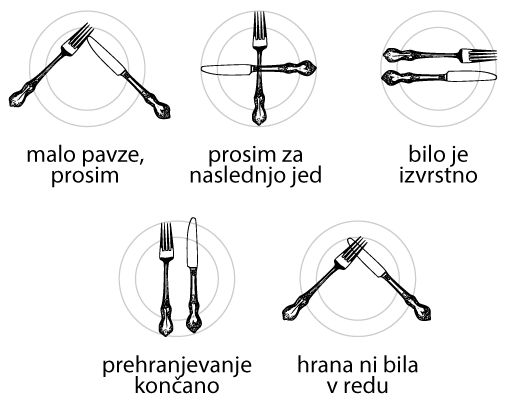 malo pavze,
prosim
prosim za
naslednjo jed
bilo je
izvrstno
prehranjevanje
končano
hrana ni bila
v redu